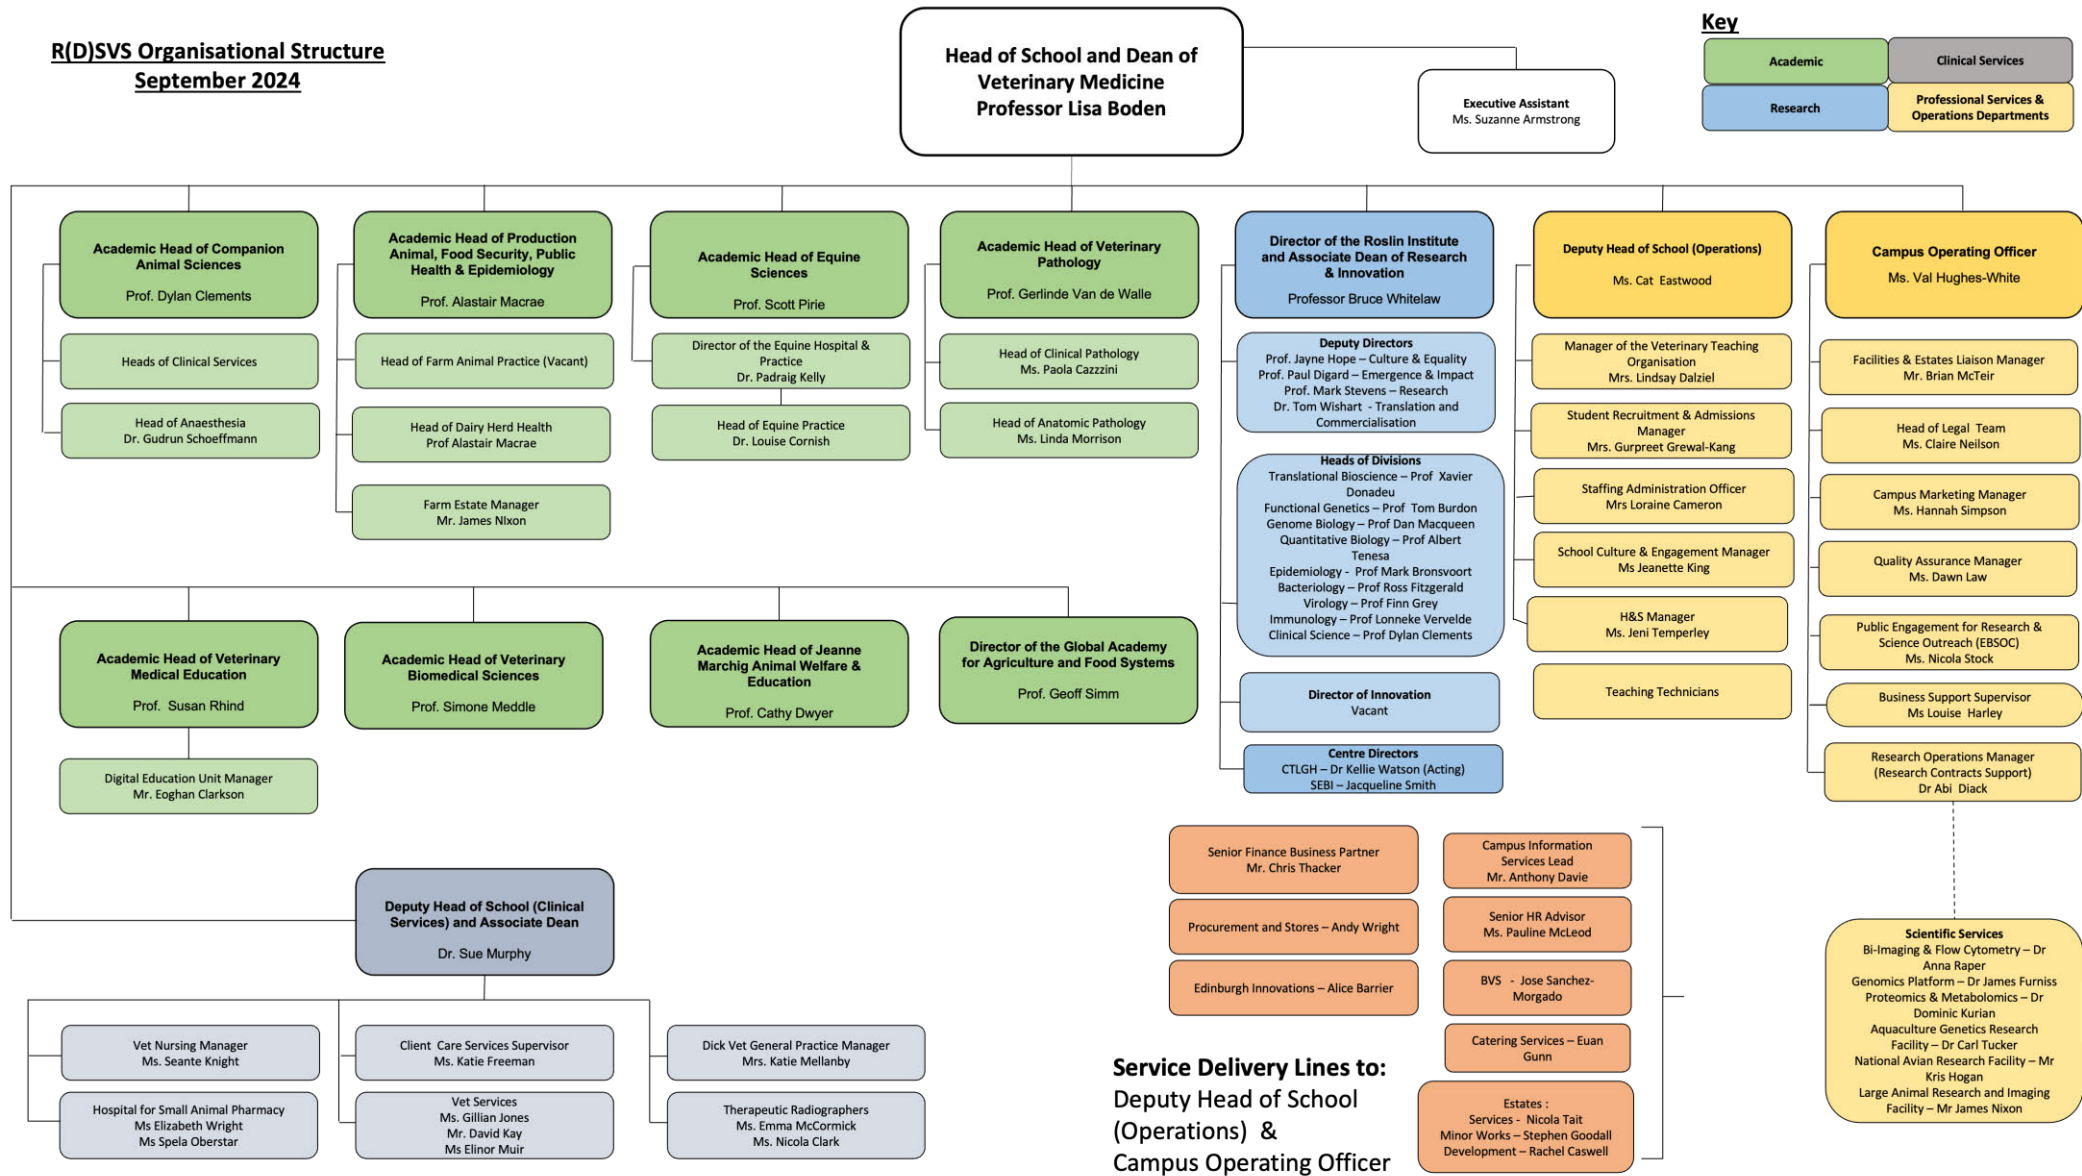 R(D)SVS Organisational Structure
September 2024
Head of School and Dean of
Veterinary Medicine
Professor Lisa Boden
Executive Assistant
Ms. Suzanne Armstrong
Key
Academic
Clinical Services
Research
Professional Services &
Operations Departments
Academic Head of Companion
Animal Sciences
Prof. Dylan Clements
Heads of Clinical Services
Head of Anaesthesia
Dr. Gudrun Schoeffmann
Academic Head of Production
Animal, Food Security, Public
Health & Epidemiology
Prof. Alastair Macrae
Head of Farm Animal Practice (Vacant)
Head of Dairy Herd Health
Prof Alastair Macrae
Farm Estate Manager
Mr. James NIxon
Academic Head of Equine
Sciences
Prof. Scott Pirie
Director of the Equine Hospital &
Practice
Dr. Padraig Kelly
Head of Equine Practice
Dr. Louise Cornish
Academic Head of Veterinary
Pathology
Prof. Gerlinde Van de Walle
Head of Clinical Pathology
Ms. Paola Cazzzini
Head of Anatomic Pathology
Ms. Linda Morrison
Director of the Roslin Institute
and Associate Dean of Research
& Innovation
Professor Bruce Whitelaw
Deputy Directors
Prof. Jayne Hope – Culture & Equality
Prof. Paul Digard – Emergence & Impact
Prof. Mark Stevens – Research
Dr. Tom Wishart  - Translation and
Commercialisation
Heads of Divisions
Translational Bioscience – Prof  Xavier
Donadeu
Functional Genetics – Prof  Tom Burdon
Genome Biology – Prof Dan Macqueen
Quantitative Biology – Prof Albert
Tenesa
Epidemiology -  Prof Mark Bronsvoort
Bacteriology – Prof Ross Fitzgerald
Virology – Prof Finn Grey
Immunology – Prof Lonneke Vervelde
Clinical Science – Prof Dylan Clements
Director of Innovation
Vacant
Centre Directors
CTLGH – Dr Kellie Watson (Acting)
SEBI – Jacqueline Smith
Deputy Head of School (Operations)
Ms. Cat  Eastwood
Manager of the Veterinary Teaching
Organisation
Mrs. Lindsay Dalziel
Student Recruitment & Admissions
Manager
Mrs. Gurpreet Grewal-Kang
Staffing Administration Officer
Mrs Loraine Cameron
School Culture & Engagement Manager
Ms Jeanette King
H&S Manager
Ms. Jeni Temperley
Teaching Technicians
Campus Operating Officer
Ms. Val Hughes-White
Facilities & Estates Liaison Manager
Mr. Brian McTeir
Head of Legal  Team
Ms. Claire Neilson
Campus Marketing Manager
Ms. Hannah Simpson
Quality Assurance Manager
Ms. Dawn Law
Public Engagement for Research &
Science Outreach (EBSOC)
Ms. Nicola Stock
Business Support Supervisor
Ms Louise  Harley
Research Operations Manager
(Research Contracts Support)
Dr Abi  Diack
Scientific Services
Bi-Imaging & Flow Cytometry – Dr
Anna Raper
Genomics Platform – Dr James Furniss
Proteomics & Metabolomics – Dr
Dominic Kurian
Aquaculture Genetics Research
Facility – Dr Carl Tucker
National Avian Research Facility – Mr
Kris Hogan
Large Animal Research and Imaging
Facility – Mr James Nixon
Academic Head of Veterinary
Medical Education
Prof.  Susan Rhind
Digital Education Unit Manager
Mr. Eoghan Clarkson
Academic Head of Veterinary
Biomedical Sciences
Prof. Simone Meddle
Academic Head of Jeanne
Marchig Animal Welfare &
Education
Prof. Cathy Dwyer
Director of the Global Academy
for Agriculture and Food Systems
Prof. Geoff Simm
Deputy Head of School (Clinical
Services) and Associate Dean
Dr. Sue Murphy
Vet Nursing Manager
Ms. Seante Knight
Hospital for Small Animal Pharmacy
Ms Elizabeth Wright
Ms Spela Oberstar
Client  Care Services Supervisor
Ms. Katie Freeman
Vet Services
Ms. Gillian Jones
Mr. David Kay
Ms Elinor Muir
Dick Vet General Practice Manager
Mrs. Katie Mellanby
Therapeutic Radiographers
Ms. Emma McCormick
Ms. Nicola Clark
Senior Finance Business Partner
Mr. Chris Thacker
Procurement and Stores – Andy Wright
Edinburgh Innovations – Alice Barrier
Campus Information
Services Lead
Mr. Anthony Davie
Senior HR Advisor
Ms. Pauline McLeod
BVS  -  Jose Sanchez-
Morgado
Catering Services – Euan
Gunn
Estates :
Services -  Nicola Tait
Minor Works – Stephen Goodall
Development – Rachel Caswell
Service Delivery Lines to:
Deputy Head of School
(Operations)  &
Campus Operating Officer